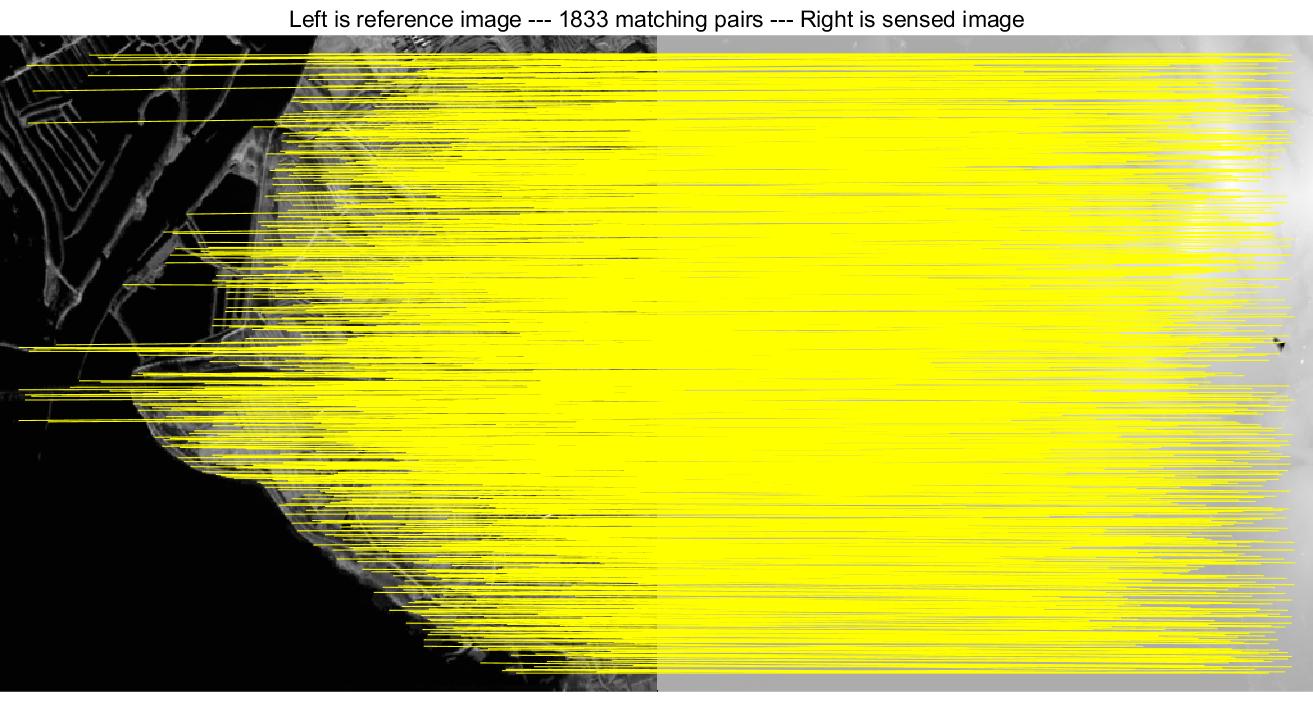 Left is reference image --- 1833 matching pairs --- Right is sensed image